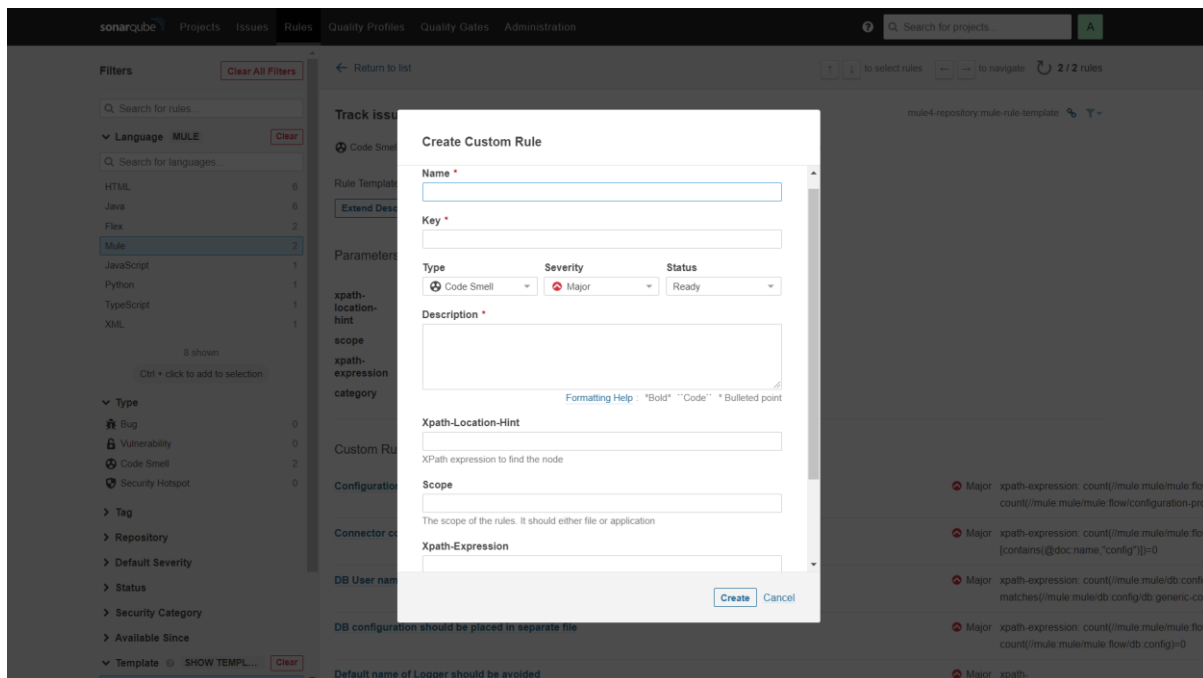 sonarqube Projects Issues Rules Quality Profiles Quality Gates Administration Search for projects... A
Filters Clear All Filters
Return to list
to select rules to navigate 2 / 2 rules
Search for rules...
Language MULE Clear
Search for languages...
HTML 6
Java 6
Flex 2
Mule 2
JavaScript 1
Python 1
TypeScript 1
XML 1
8 shown
Ctrl + click to add to selection
Type
Bug 0
Vulnerability 0
Code Smell 2
Security Hotspot 0
Tag
Repository
Default Severity
Status
Security Category
Available Since
Template SHOW TEMPL... Clear
Track issu
mule4-repository:mule-rule-template
Code Smel
Rule Template
Extend Desc
Parameters
xpath-
location-
hint
scope
xpath-
expression
category
Custom Ru
Create Custom Rule
Name *
Key *
Type Severity Status
Code Smell Major Ready
Description *
Formatting Help : *Bold* ``Code`` * Bulleted point
Xpath-Location-Hint
XPath expression to find the node
Scope
The scope of the rules. It should either file or application
Xpath-Expression
Create Cancel
Configuration
Major xpath-expression: count(//mule:mule/mule:flo
count(//mule:mule/mule:flow/configuration-pro
Connector co
Major xpath-expression: count(//mule:mule/mule:flo
[contains(@doc:name,"config")])=0
DB User nam
Major xpath-expression: count(//mule:mule/db:confi
matches(//mule:mule/db:config/db:generic-co
DB configuration should be placed in separate file
Major xpath-expression: count(//mule:mule/mule:flo
count(//mule:mule/mule:flow/db:config)=0
Default name of Logger should be avoided
Major xpath-